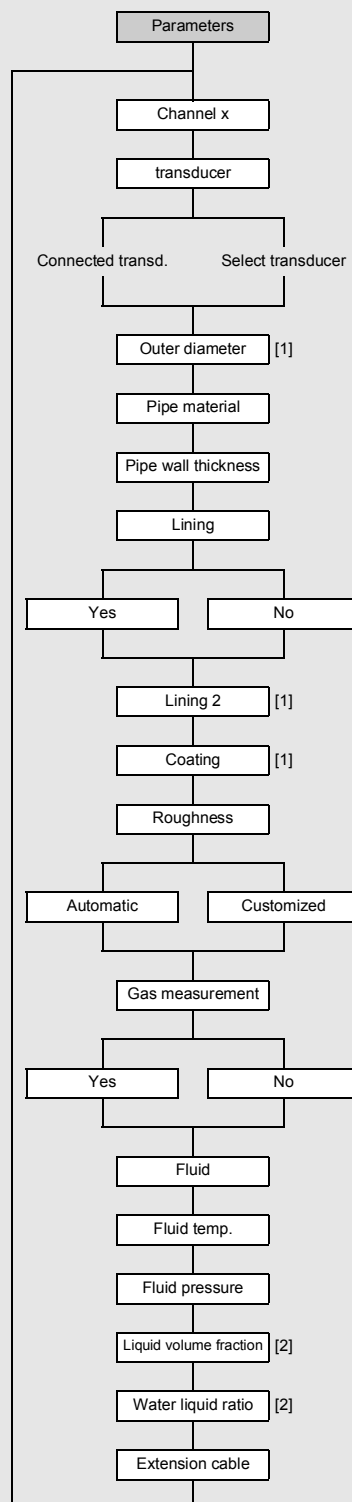 Parameters
Channel x
transducer
Connected transd. Select transducer
Outer diameter [1]
Pipe material
Pipe wall thickness
Lining
Yes No
Lining 2 [1]
Coating [1]
Roughness
Automatic Customized
Gas measurement
Yes No
Fluid
Fluid temp.
Fluid pressure
Liquid volume fraction [2]
Water liquid ratio [2]
Extension cable